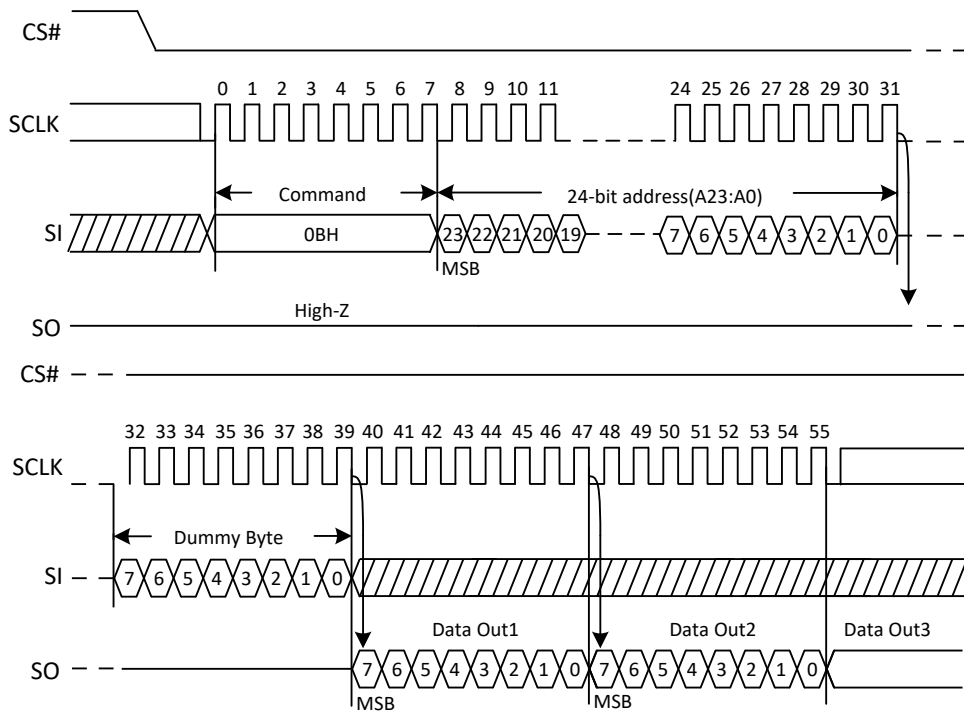 CS#
0 1 2 3 4 5 6 7 8 9 10 11 24 25 26 27 28 29 30 31
SCLK
Command 24-bit address(A23:A0)
SI 0BH 23 22 21 20 19 7 6 5 4 3 2 1 0
MSB
High-Z
SO
CS#
32 33 34 35 36 37 38 39 40 41 42 43 44 45 46 47 48 49 50 51 52 53 54 55
SCLK
Dummy Byte
SI 7 6 5 4 3 2 1 0
Data Out1 Data Out2 Data Out3
SO 7 6 5 4 3 2 1 0 7 6 5 4 3 2 1 0
MSB MSB